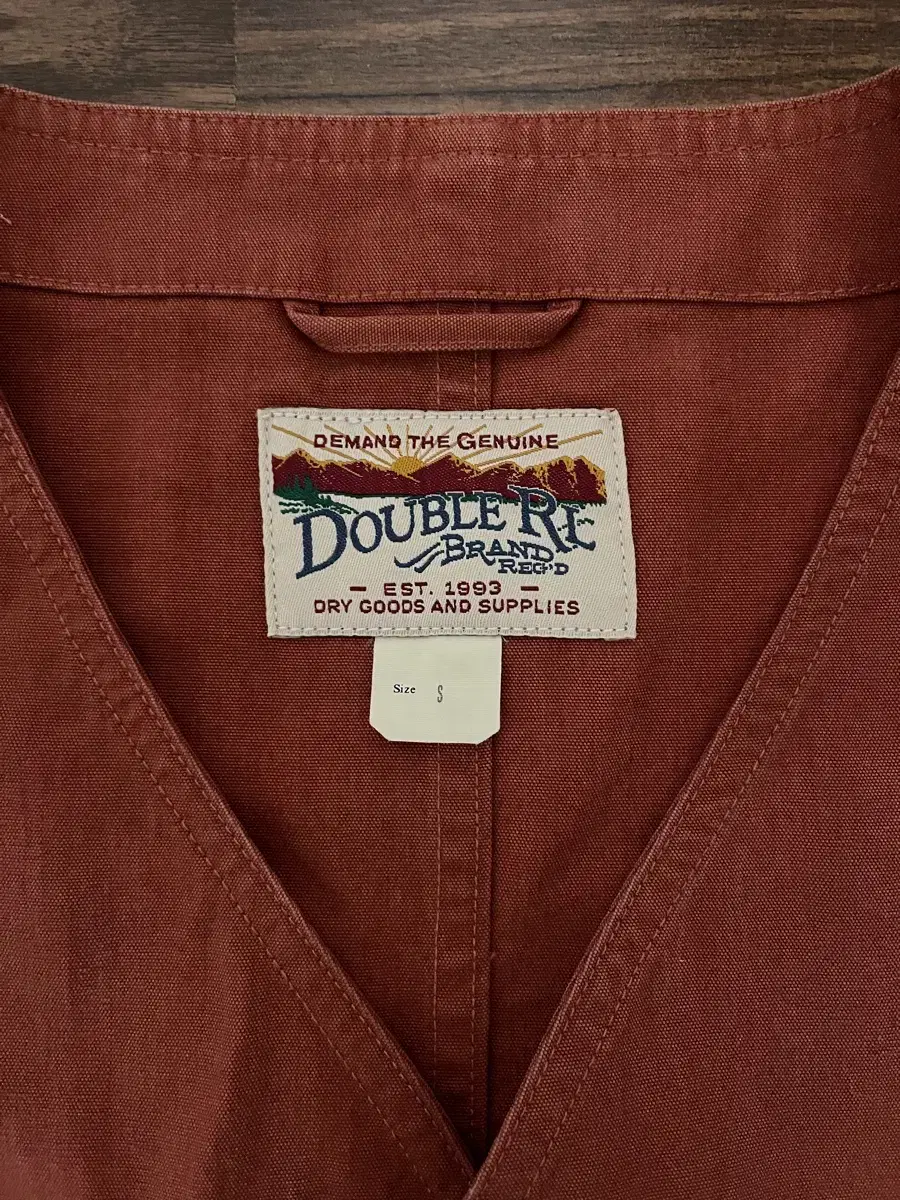 DEMAND THE GENUINE
DOUBLE RL
BRAND
REG'D
— EST. 1993 —
DRY GOODS AND SUPPLIES
Size S